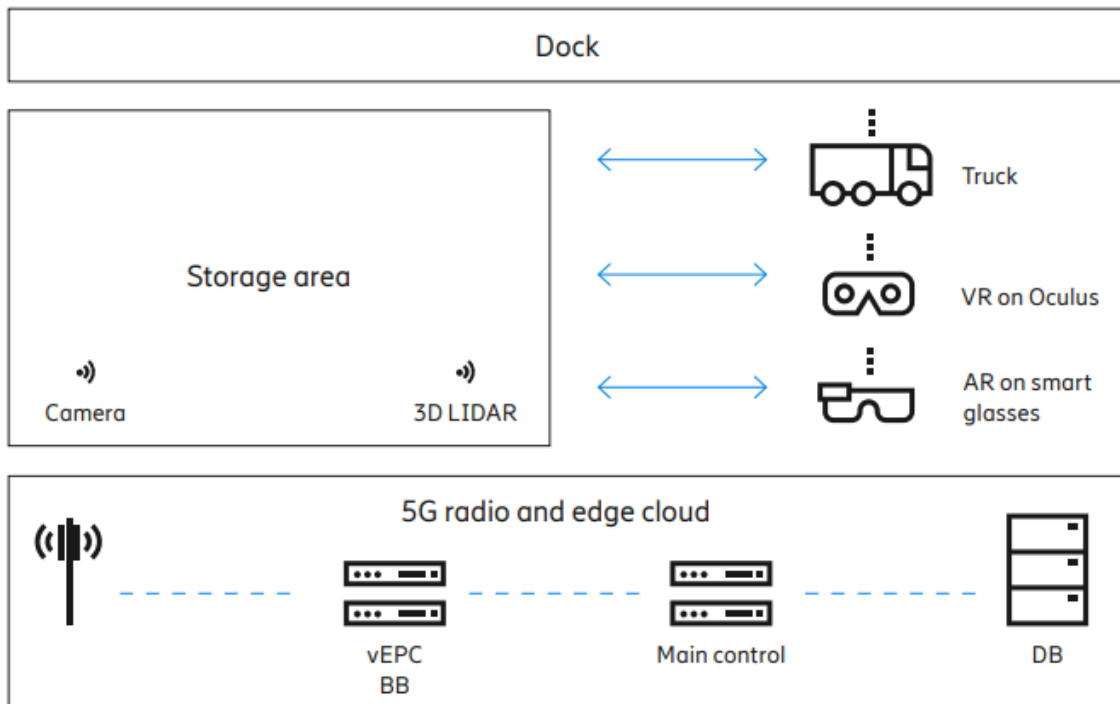 Dock
Truck
Storage area
VR on Oculus
Camera
3D LIDAR
AR on smart
glasses
5G radio and edge cloud
vEPC
BB
Main control
DB